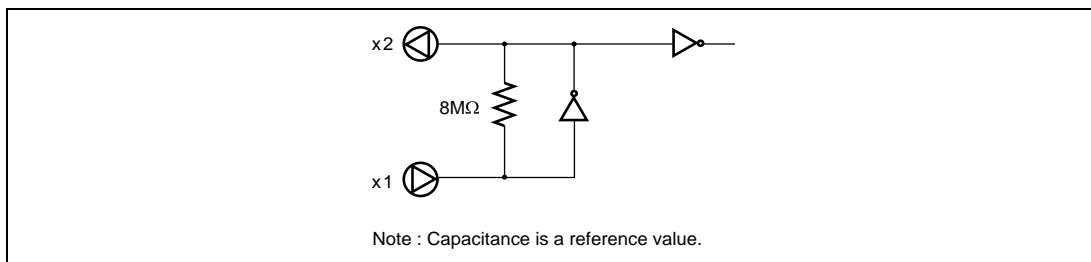 x2
8MΩ
x1
Note : Capacitance is a reference value.